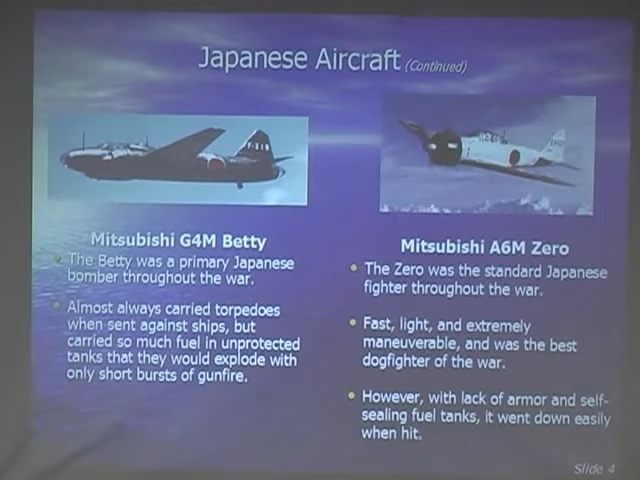 Japanese Aircraft (Continued)
Mitsubishi G4M Betty
The Betty was a primary Japanese
bomber throughout the war.
Almost always carried torpedoes
when sent against ships, but
carried so much fuel in unprotected
tanks that they would explode with
only short bursts of gunfire.
Mitsubishi A6M Zero
The Zero was the standard Japanese
fighter throughout the war.
Fast, light, and extremely
maneuverable, and was the best
dogfighter of the war.
However, with lack of armor and self-
sealing fuel tanks, it went down easily
when hit.
Slide 4